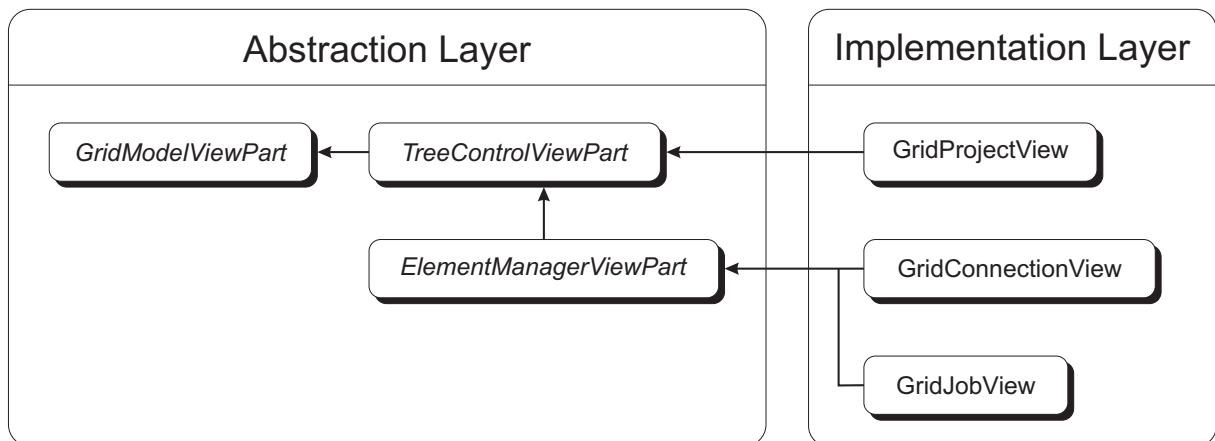 Abstraction Layer
Implementation Layer
GridModelViewPart
TreeControlViewPart
GridProjectView
ElementManagerViewPart
GridConnectionView
GridJobView